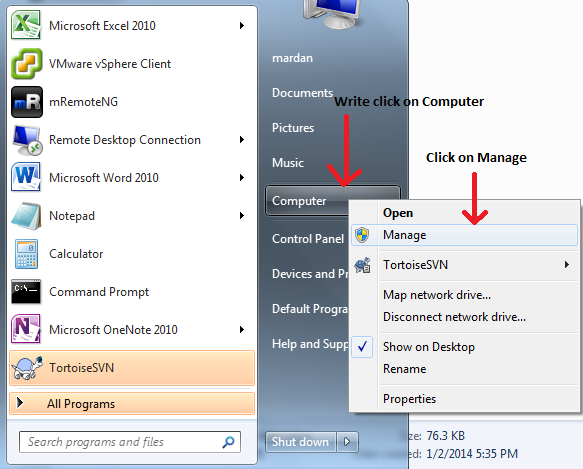 Microsoft Excel 2010
VMware vSphere Client
mRemoteNG
Remote Desktop Connection
Microsoft Word 2010
Notepad
Calculator
Command Prompt
Microsoft OneNote 2010
TortoiseSVN
All Programs
Search programs and files
mardan
Documents
Pictures
Music
Computer
Control Panel
Devices and Pr
Default Progra
Help and Supp
Shut down
Write click on Computer
Click on Manage
Open
Manage
TortoiseSVN
Map network drive...
Disconnect network drive...
Show on Desktop
Rename
Properties
Size: 76.3 KB
created: 1/2/2014 5:35 PM